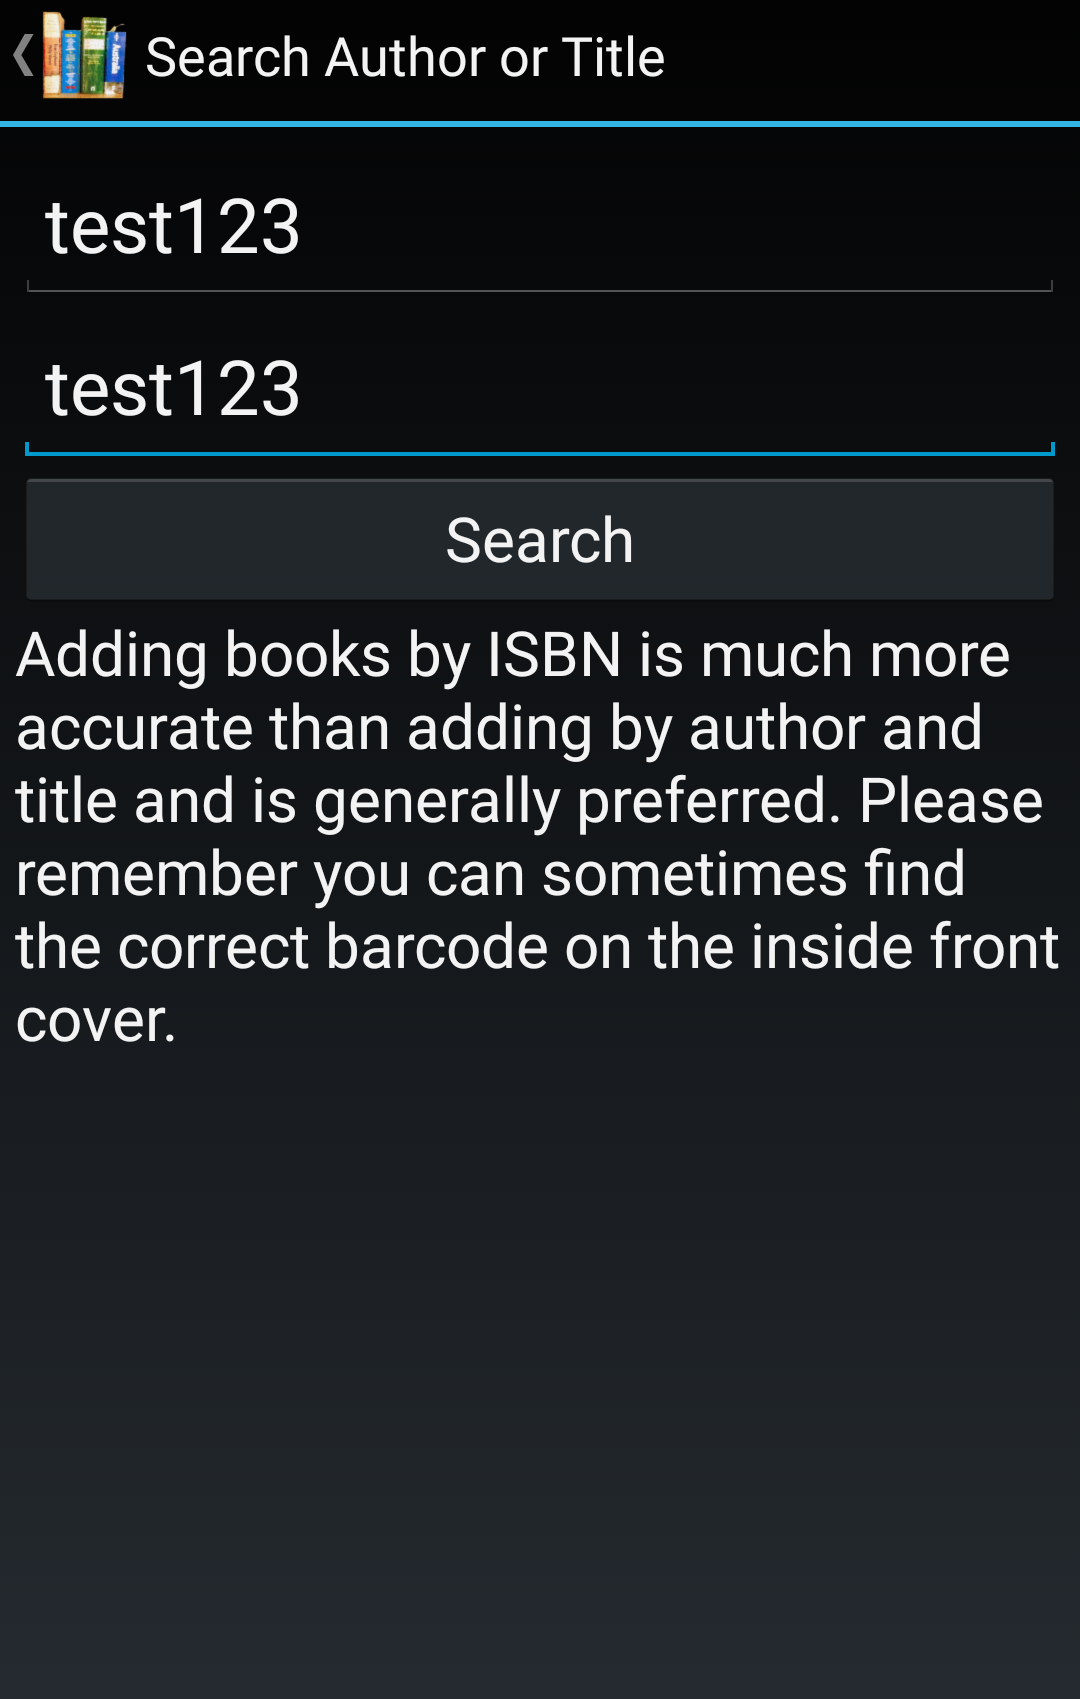 Search Author or Title
test123
test123
Search
Adding books by ISBN is much more
accurate than adding by author and
title and is generally preferred. Please
remember you can sometimes find
the correct barcode on the inside front
cover.